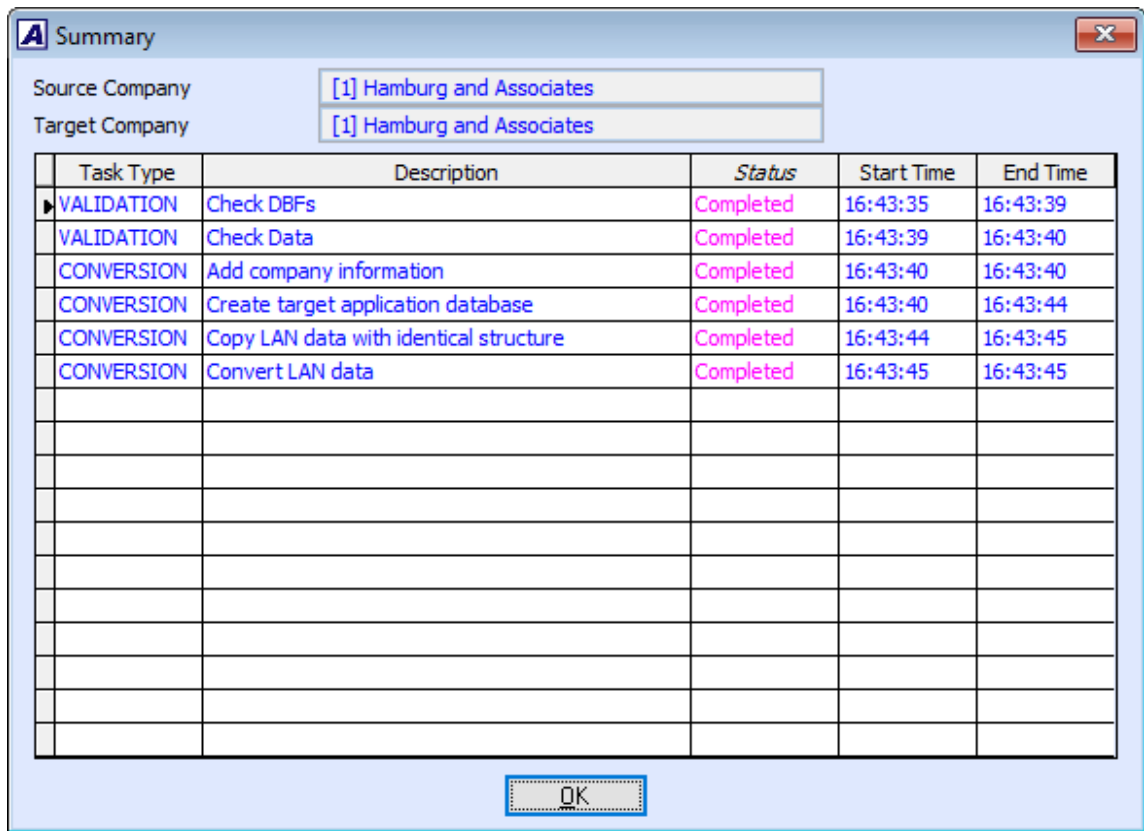 Summary
Source Company [1] Hamburg and Associates
Target Company [1] Hamburg and Associates
Task Type Description Status Start Time End Time
VALIDATION Check DBFs Completed 16:43:35 16:43:39
VALIDATION Check Data Completed 16:43:39 16:43:40
CONVERSION Add company information Completed 16:43:40 16:43:40
CONVERSION Create target application database Completed 16:43:40 16:43:44
CONVERSION Copy LAN data with identical structure Completed 16:43:44 16:43:45
CONVERSION Convert LAN data Completed 16:43:45 16:43:45
OK